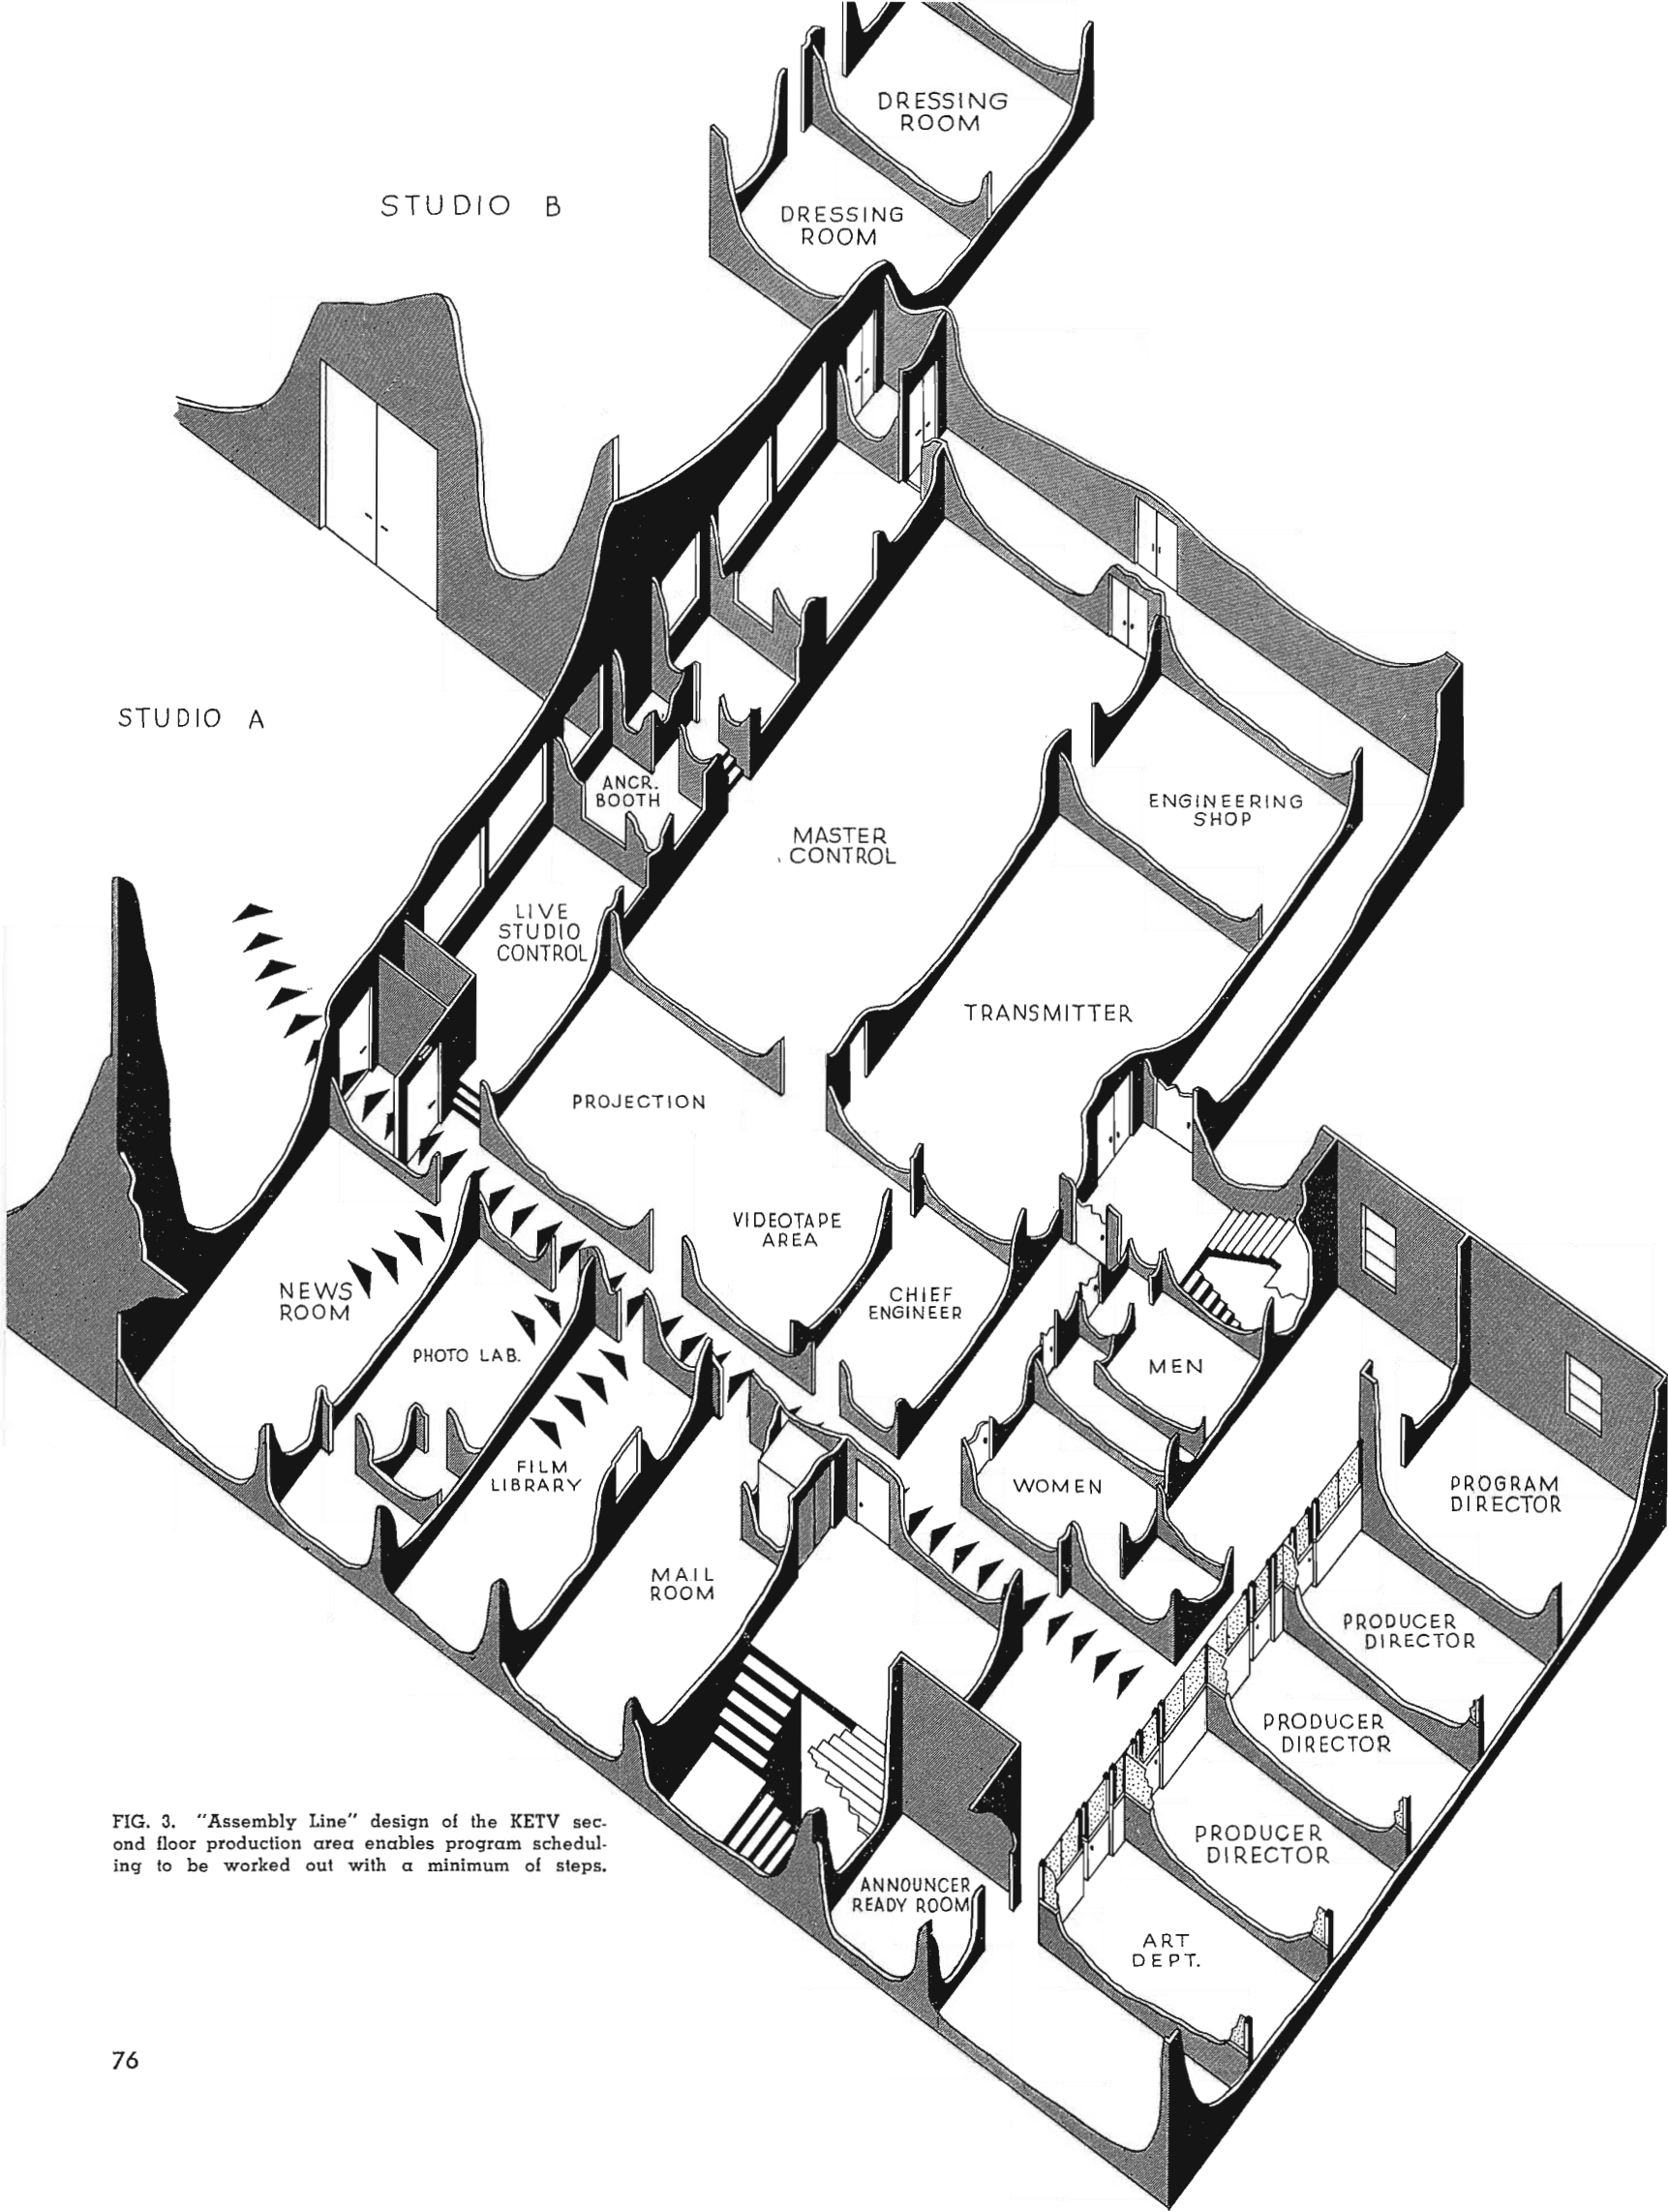 DRESSING
ROOM
DRESSING
ROOM
STUDIO B
STUDIO A
ANCR.
BOOTH
ENGINEERING
SHOP
MASTER
CONTROL
LIVE
STUDIO
CONTROL
TRANSMITTER
PROJECTION
VIDEOTAPE
AREA
NEWS
ROOM
CHIEF
ENGINEER
PHOTO LAB.
MEN
FILM
LIBRARY
WOMEN
PROGRAM
DIRECTOR
MAIL
ROOM
PRODUCER
DIRECTOR
PRODUCER
DIRECTOR
PRODUCER
DIRECTOR
ANNOUNCER
READY ROOM
ART
DEPT.
FIG. 3. “Assembly Line” design of the KETV sec-
ond floor production area enables program schedul-
ing to be worked out with a minimum of steps.
76